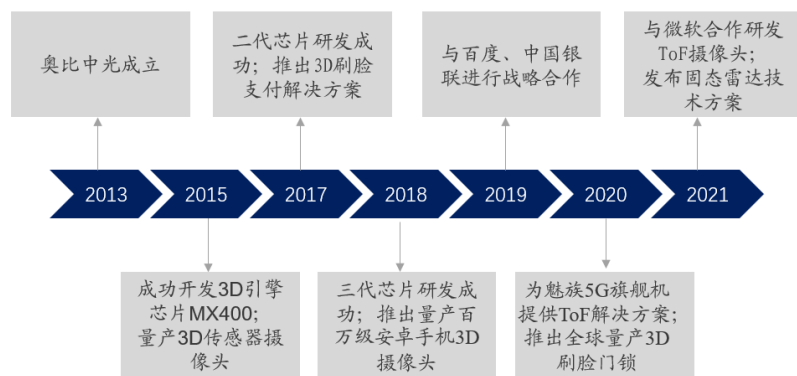 奥比中光成立
二代芯片研发成
功；推出3D刷脸
支付解决方案
与百度、中国银
联进行战略合作
与微软合作研发
ToF摄像头；
发布固态雷达技
术方案
2013
2015
2017
2018
2019
2020
2021
成功开发3D引擎
芯片MX400；
量产3D传感器摄
像头
三代芯片研发成
功；推出量产百
万级安卓手机3D
摄像头
为魅族5G旗舰机
提供ToF解决方案；
推出全球量产3D
刷脸门锁